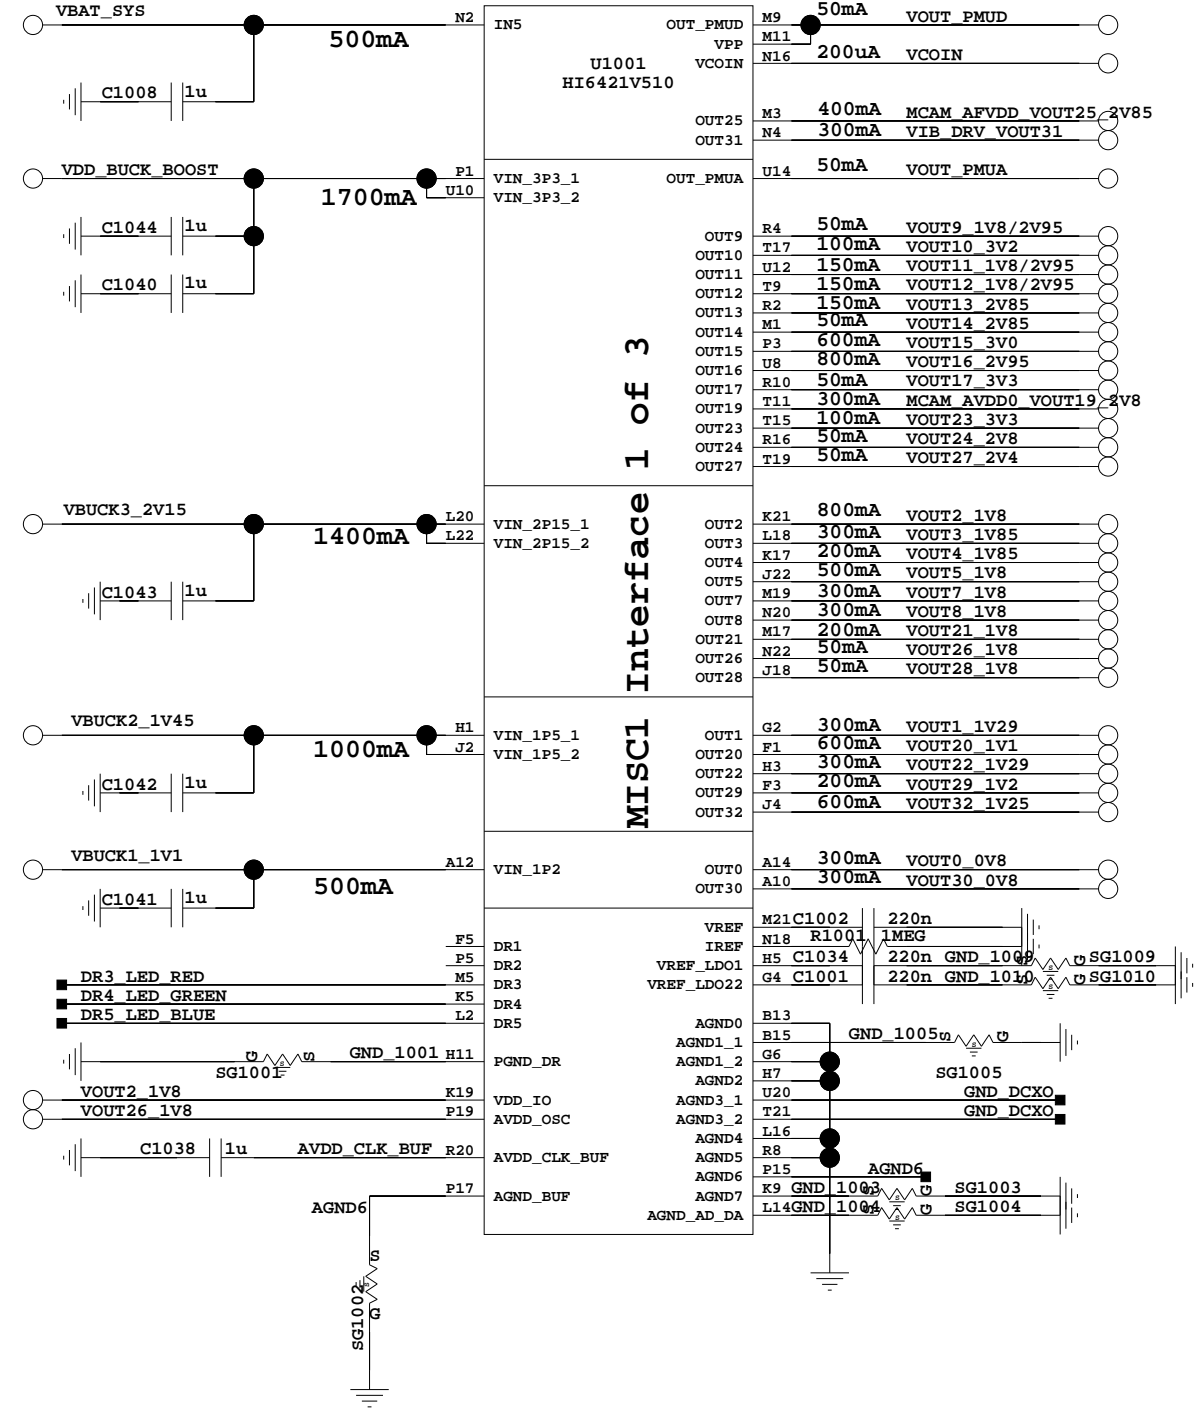 VBAT_SYS N2 IN5 OUT_PMUD M9 50mA VOUT_PMUD
500mA VPP M11
U1001 VCOIN N16 200uA VCOIN
HI6421V510
C1008 1u
OUT25 M3 400mA MCAM_AFVDD_VOUT25_2V85
OUT31 N4 300mA VIB_DRV_VOUT31
VDD_BUCK_BOOST P1 VIN_3P3_1 OUT_PMUA U14 50mA VOUT_PMUA
1700mA U10 VIN_3P3_2
C1044 1u OUT9 R4 50mA VOUT9_1V8/2V95
OUT10 T17 100mA VOUT10_3V2
OUT11 U12 150mA VOUT11_1V8/2V95
C1040 1u OUT12 T9 150mA VOUT12_1V8/2V95
OUT13 R2 150mA VOUT13_2V85
OUT14 M1 50mA VOUT14_2V85
OUT15 P3 600mA VOUT15_3V0
OUT16 U8 800mA VOUT16_2V95
OUT17 R10 50mA VOUT17_3V3
OUT19 T11 300mA MCAM_AVDD0_VOUT19_2V8
OUT23 T15 100mA VOUT23_3V3
OUT24 R16 50mA VOUT24_2V8
OUT27 T19 50mA VOUT27_2V4
MISC1 Interface 1 of 3
VBUCK3_2V15 L20 VIN_2P15_1 OUT2 K21 800mA VOUT2_1V8
1400mA L22 VIN_2P15_2 OUT3 L18 300mA VOUT3_1V85
OUT4 K17 200mA VOUT4_1V85
OUT5 J22 500mA VOUT5_1V8
C1043 1u OUT7 M19 300mA VOUT7_1V8
OUT8 N20 300mA VOUT8_1V8
OUT21 M17 200mA VOUT21_1V8
OUT26 N22 50mA VOUT26_1V8
OUT28 J18 50mA VOUT28_1V8
VBUCK2_1V45 H1 VIN_1P5_1 OUT1 G2 300mA VOUT1_1V29
1000mA J2 VIN_1P5_2 OUT20 F1 600mA VOUT20_1V1
OUT22 H3 300mA VOUT22_1V29
C1042 1u OUT29 F3 200mA VOUT29_1V2
OUT32 J4 600mA VOUT32_1V25
VBUCK1_1V1 A12 VIN_1P2 OUT0 A14 300mA VOUT0_0V8
500mA OUT30 A10 300mA VOUT30_0V8
C1041 1u
VREF M21 C1002 220n
F5 DR1 IREF N18 R1001 1MEG
P5 DR2 VREF_LDO1 H5 C1034 220n GND_1009 S G SG1009
DR3_LED_RED M5 DR3 VREF_LDO22 G4 C1001 220n GND_1010 S G SG1010
DR4_LED_GREEN K5 DR4
DR5_LED_BLUE L2 DR5 AGND0 B13
AGND1_1 B15 GND_1005 S G
G S GND_1001 H11 PGND_DR AGND1_2 G6
SG1001 AGND2 H7 SG1005
VOUT2_1V8 K19 VDD_IO AGND3_1 U20 GND_DCXO
VOUT26_1V8 P19 AVDD_OSC AGND3_2 T21 GND_DCXO
AGND4 L16
C1038 1u AVDD_CLK_BUF R20 AVDD_CLK_BUF AGND5 R8
AGND6 P15 AGND6
AGND6 P17 AGND_BUF AGND7 K9 GND_1003 S G SG1003
AGND_AD_DA L14 GND_1004 S G SG1004
S
SG1002
G